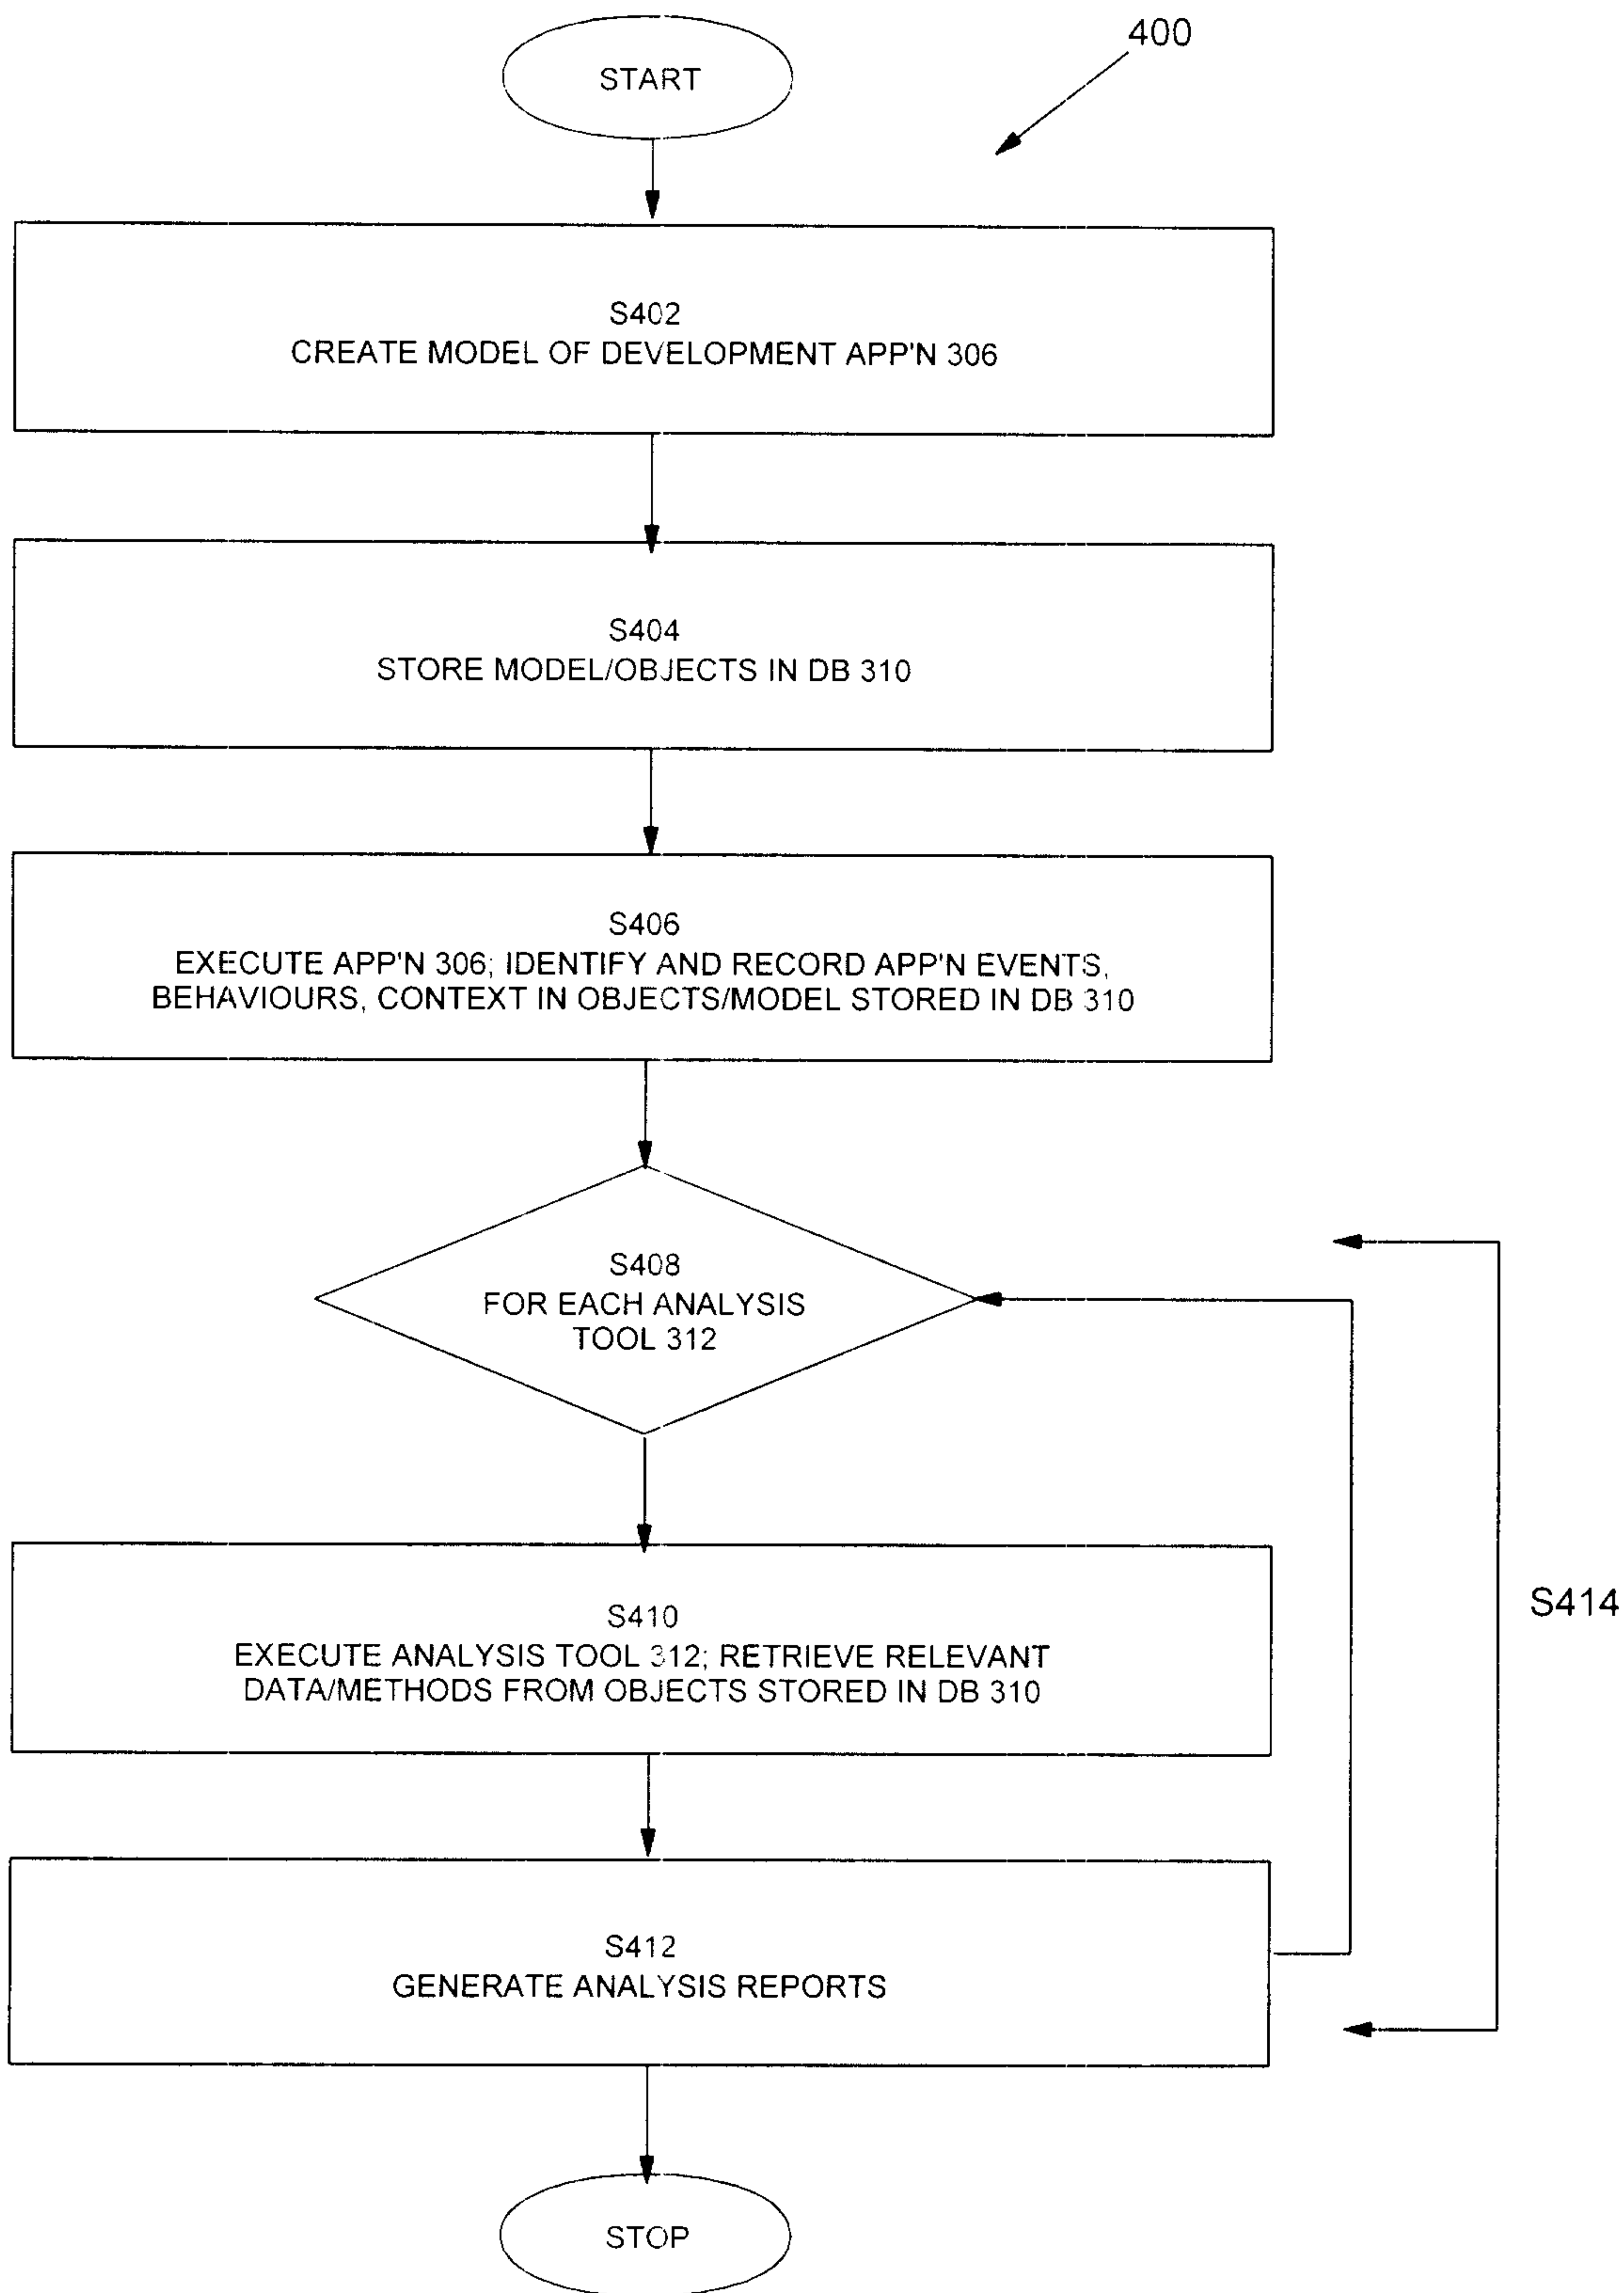 400
START
S402
CREATE MODEL OF DEVELOPMENT APP'N 306
S404
STORE MODEL/OBJECTS IN DB 310
S406
EXECUTE APP'N 306; IDENTIFY AND RECORD APP'N EVENTS,
BEHAVIOURS, CONTEXT IN OBJECTS/MODEL STORED IN DB 310
S408
FOR EACH ANALYSIS
TOOL 312
S410
EXECUTE ANALYSIS TOOL 312; RETRIEVE RELEVANT
DATA/METHODS FROM OBJECTS STORED IN DB 310
S414
S412
GENERATE ANALYSIS REPORTS
STOP